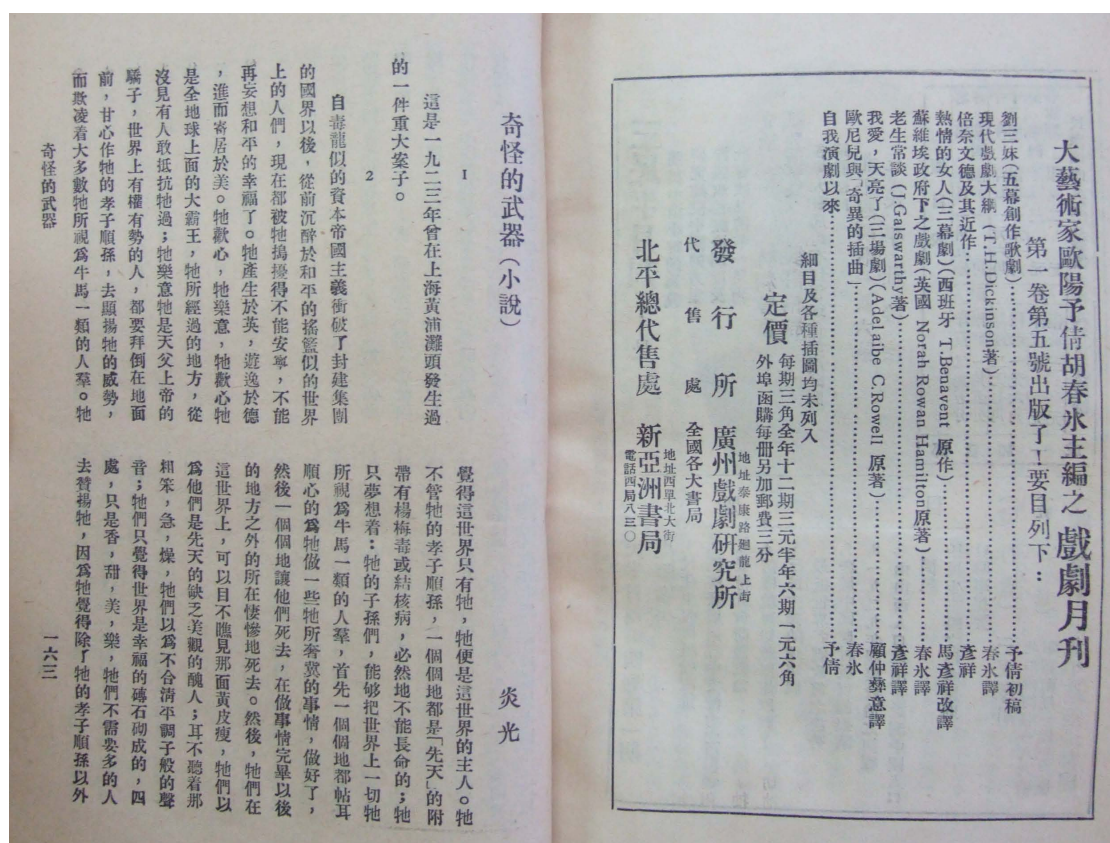 大藝術家歐陽予倩胡春氷主編之 戲劇月刊
第一卷第五號出版了！要目列下：
劉三妹（五幕創作歌劇）…………予倩初稿
現代戲劇大綱（T.H.Dickinson著）…………春氷譯
倍奈文德及其近作…………彥祥
熱情的女人（三幕劇）（西班牙 T.Benavent 原作）…………馬彥祥改譯
蘇維埃政府下之戲劇（英國 Norah Rowan Hamilton原著）…………春氷譯
老生常談（J.Galswarthy著）…………彥祥譯
我愛，天亮了（三場劇）（Adelaibe C. Rowell 原著）…………顧仲彝意譯
歐尼兒與「奇異的插曲」…………春氷
自我演劇以來…………予倩
細目及各種插圖均未列入
定價 每期三角全年十二期三元半年六期一元六角
外埠函購每册另加郵費三分
發行所 廣州戲劇研究所
地址泰康路廻龍上街
代售處 全國各大書局
北平總代售處 新亞洲書局
地址西單北大街
電話西局八三〇
奇怪的武器（小說）
炎光
1
這是一九二三年曾在上海黃浦灘頭發生過
的一件重大案子。
2
自毒龍似的資本帝國主義衝破了封建集團
的國界以後，從前沉醉於和平的搖籃似的世界
上的人們，現在都被牠搗擾得不能安寧，不能
再妄想和平的幸福了。牠產生於英，遊逸於德
，進而寄居於美。牠歡心，牠樂意，牠歡心牠
是全地球上面的大霸王，牠所經過的地方，從
沒見有人敢抵抗牠過；牠樂意牠是天父上帝的
驕子，世界上有權有勢的人，都要拜倒在地面
前，甘心作牠的孝子順孫，去顯揚牠的威勢，
而欺凌着大多數牠所視爲牛馬一類的人羣。牠
覺得這世界只有牠，牠便是這世界的主人。牠
不管牠的孝子順孫，一個個地都是「先天」的附
帶有楊梅毒或結核病，必然地不能長命的；牠
只夢想着：牠的子孫們，能够把世界上一切牠
所視爲牛馬一類的人羣，首先一個個地都帖耳
順心的爲牠做一些牠所奢冀的事情，做好了，
然後一個個地讓他們死去，在做事情完畢以後
的地方之外的所在悽慘地死去。然後，牠們在
這世界上，可以目不瞧見那面黃皮瘦，牠們以
爲他們是先天的缺乏美觀的醜人；耳不聽着那
粗笨，急，燥，牠們以爲不合清平調子般的聲
音；牠們只覺得世界是幸福的磚石砌成的，四
處，只是香，甜，美，樂，牠們不需要多的人
去贊揚牠，因爲牠覺得除了牠的孝子順孫以外
奇怪的武器
一六三